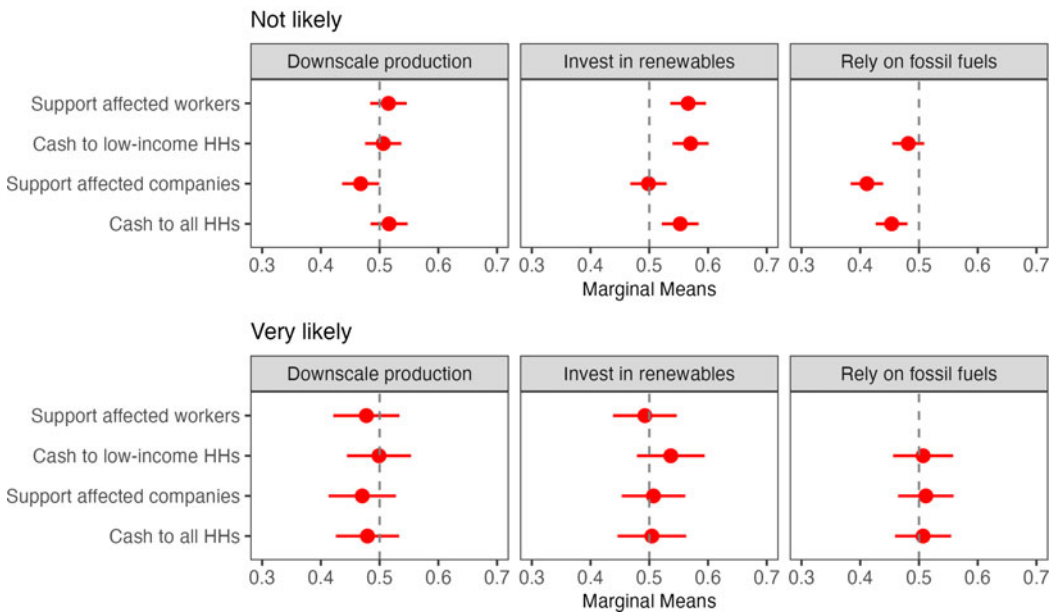 Not likely
Downscale production Invest in renewables Rely on fossil fuels
Support affected workers
Cash to low-income HHs
Support affected companies
Cash to all HHs
0.3 0.4 0.5 0.6 0.7 0.3 0.4 0.5 0.6 0.7 0.3 0.4 0.5 0.6 0.7
Marginal Means
Very likely
Downscale production Invest in renewables Rely on fossil fuels
Support affected workers
Cash to low-income HHs
Support affected companies
Cash to all HHs
0.3 0.4 0.5 0.6 0.7 0.3 0.4 0.5 0.6 0.7 0.3 0.4 0.5 0.6 0.7
Marginal Means